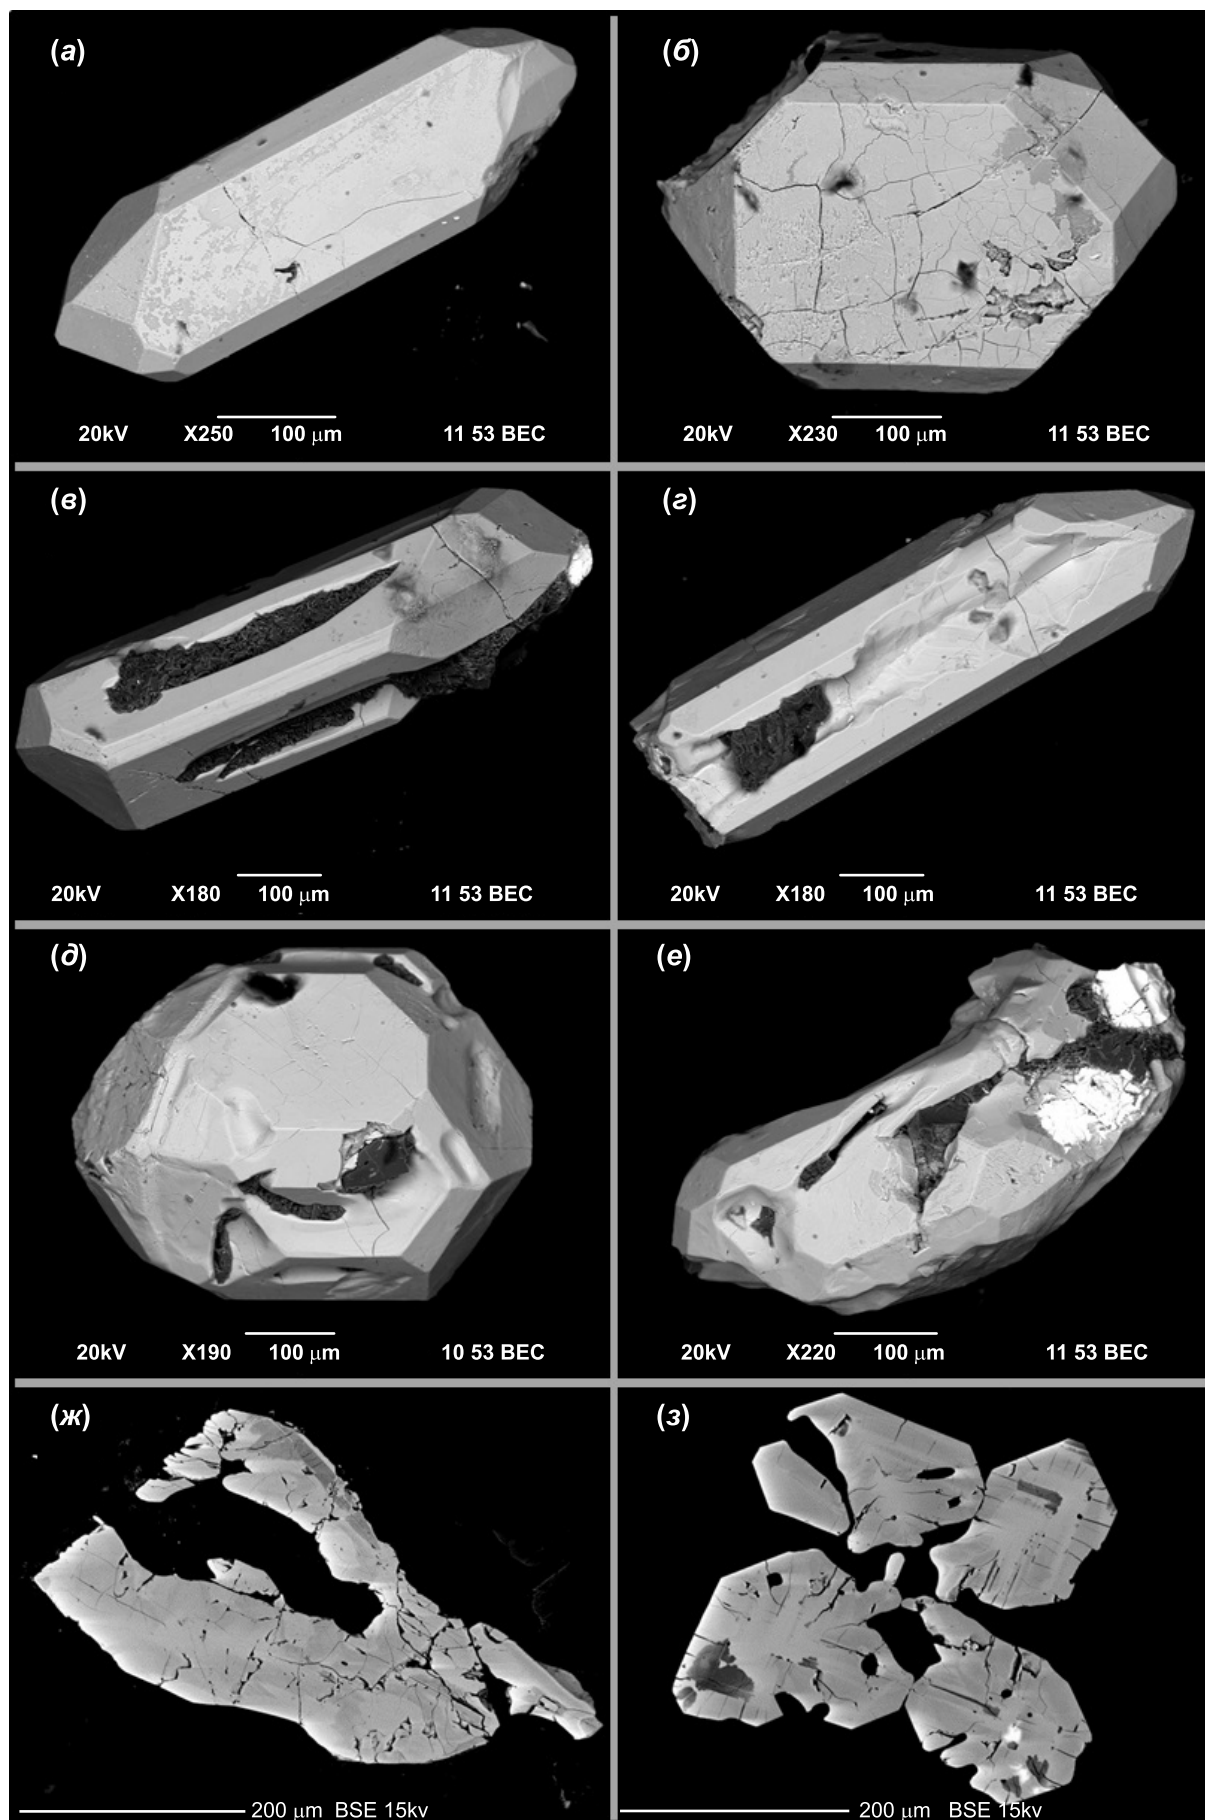 (а)
20kV X250 100 μm 11 53 BEC
(б)
20kV X230 100 μm 11 53 BEC
(в)
20kV X180 100 μm 11 53 BEC
(г)
20kV X180 100 μm 11 53 BEC
(д)
20kV X190 100 μm 10 53 BEC
(е)
20kV X220 100 μm 11 53 BEC
(ж)
200 μm BSE 15kv
(з)
200 μm BSE 15kv